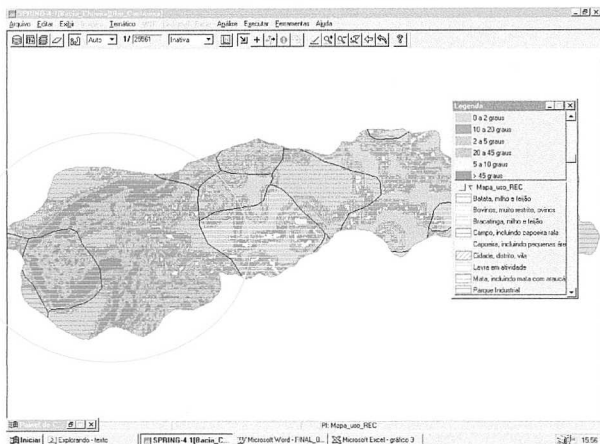 Arquivo Editar Exibir Temático Análise Executar Ferramentas Ajuda
Auto 1/ 29561 Inativa
Legenda
0 a 2 graus
10 a 20 graus
2 a 5 graus
20 a 45 graus
5 a 10 graus
> 45 graus
Mapa_uso_REC
Batata, milho e feijão
Bovinos, muito restrito, ovinos
Bracatinga, milho e feijão
Campo, incluindo capoeira rala
Capoeira, incluindo pequenas áre
Cidade, distrito, vila
Lavra em atividade
Mata, incluindo mata com araucá
Parque Industrial
PI: Mapa_uso_REC
Iniciar Explorando - texto SPRING-4.1[Bacia_C... Microsoft Word - FINAL_ Microsoft Excel - gráfico 3 15:56